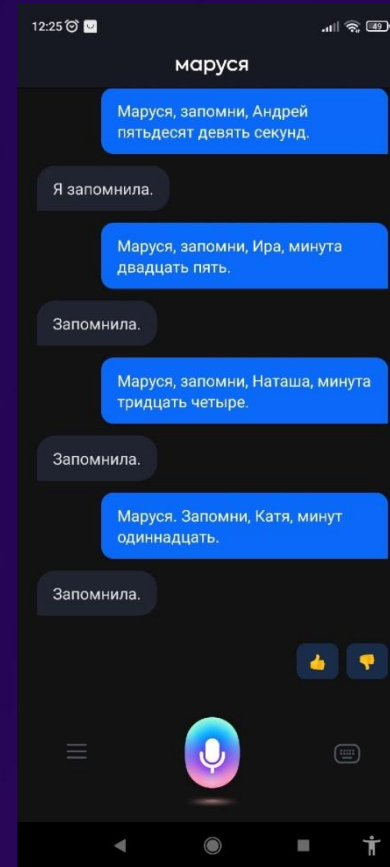 12:25
49
маруся
Маруся, запомни, Андрей
пятьдесят девять секунд.
Я запомнила.
Маруся, запомни, Ира, минута
двадцать пять.
Запомнила.
Маруся, запомни, Наташа, минута
тридцать четыре.
Запомнила.
Маруся. Запомни, Катя, минут
одиннадцать.
Запомнила.